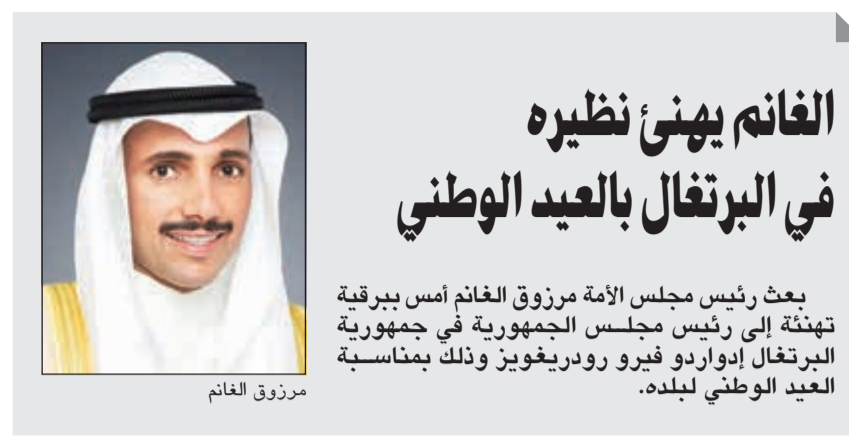 الغانم يهنئ نظيره
في البرتغال بالعيد الوطني
بعث رئيس مجلس الأمة مرزوق الغانم أمس ببرقية
تهنئة إلى رئيس مجلس الجمهورية في جمهورية
البرتغال إدواردو فيرو رودريغويز وذلك بمناسبة
العيد الوطني لبلده.
مرزوق الغانم